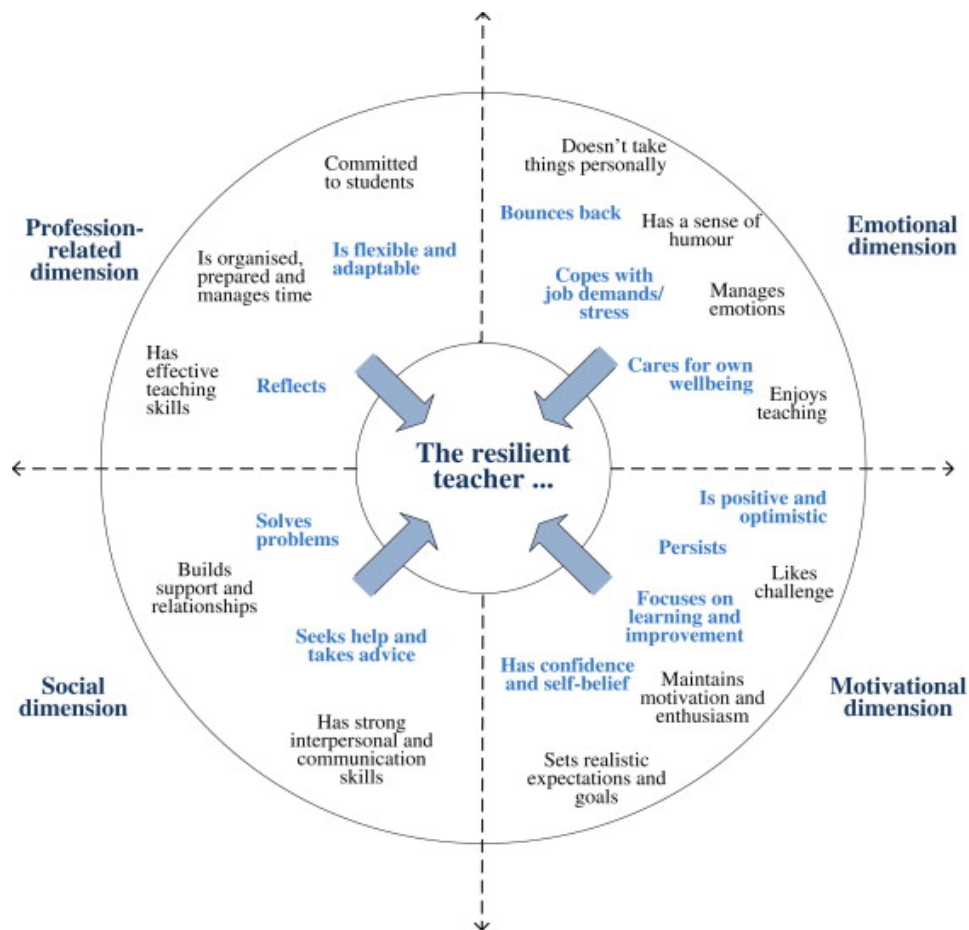 Profession-
related
dimension
Committed
to students
Is organised,
prepared and
manages time
Is flexible and
adaptable
Has
effective
teaching
skills
Reflects
Doesn't take
things personally
Bounces back
Has a sense of
humour
Copes with
job demands/
stress
Manages
emotions
Cares for own
wellbeing
Enjoys
teaching
Emotional
dimension
The resilient
teacher ...
Solves
problems
Builds
support and
relationships
Seeks help and
takes advice
Has strong
interpersonal and
communication
skills
Social
dimension
Is positive and
optimistic
Persists
Likes
challenge
Focuses on
learning and
improvement
Has confidence
and self-belief
Maintains
motivation and
enthusiasm
Sets realistic
expectations and
goals
Motivational
dimension